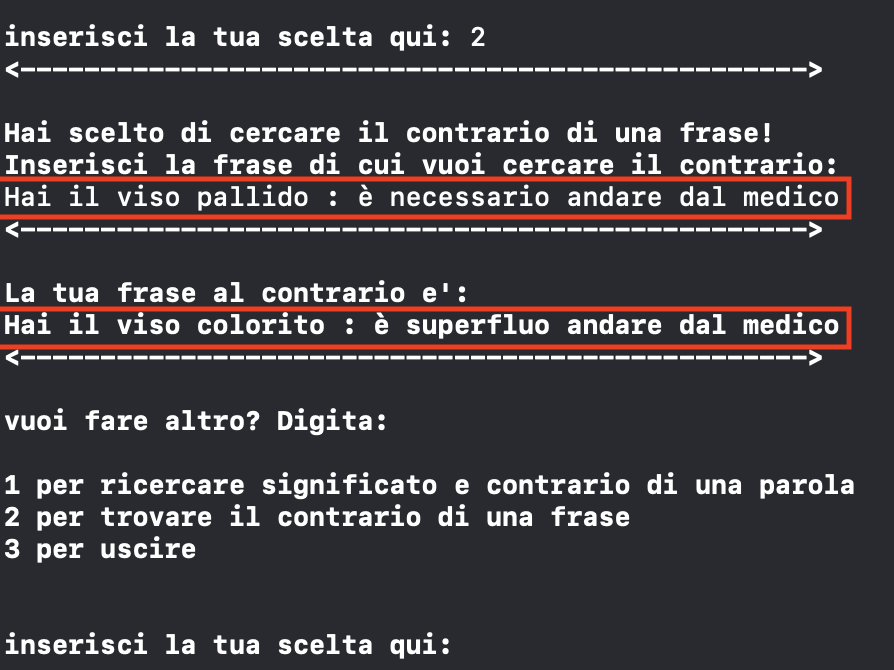 inserisci la tua scelta qui: 2
<------------------------------------------------->
Hai scelto di cercare il contrario di una frase!
Inserisci la frase di cui vuoi cercare il contrario:
Hai il viso pallido : è necessario andare dal medico
<------------------------------------------------->
La tua frase al contrario e':
Hai il viso colorito : è superfluo andare dal medico
<------------------------------------------------->
vuoi fare altro? Digita:
1 per ricercare significato e contrario di una parola
2 per trovare il contrario di una frase
3 per uscire
inserisci la tua scelta qui: